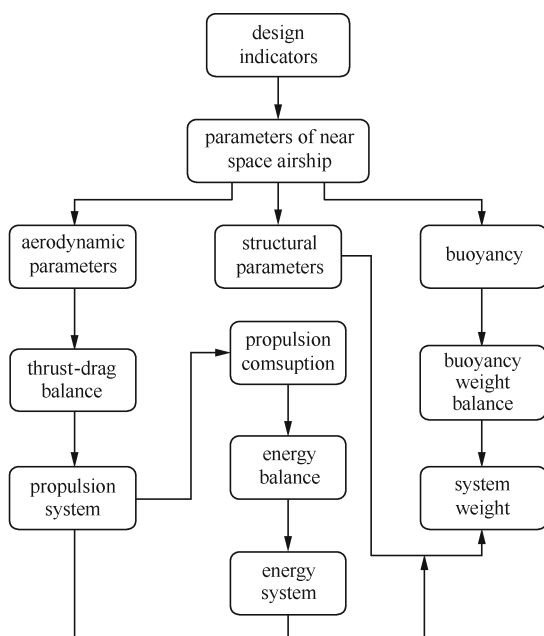 design
indicators
parameters of near
space airship
aerodynamic
parameters
structural
parameters
buoyancy
propulsion
comsuption
thrust-drag
balance
buoyancy
weight
balance
energy
balance
propulsion
system
system
weight
energy
system